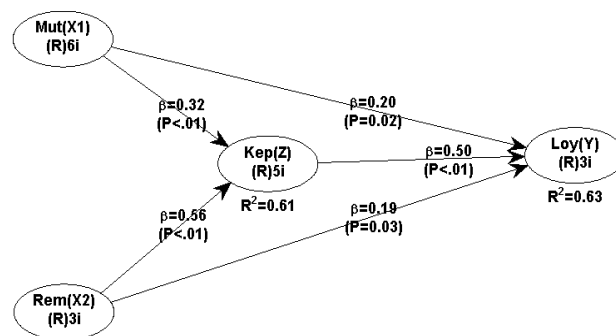 Mut(X1)
(R)6i
β=0.32
(P<.01)
β=0.20
(P=0.02)
Kep(Z)
(R)5i
R²=0.61
β=0.50
(P<.01)
Loy(Y)
(R)3i
R²=0.63
β=0.56
(P<.01)
β=0.19
(P=0.03)
Rem(X2)
(R)3i